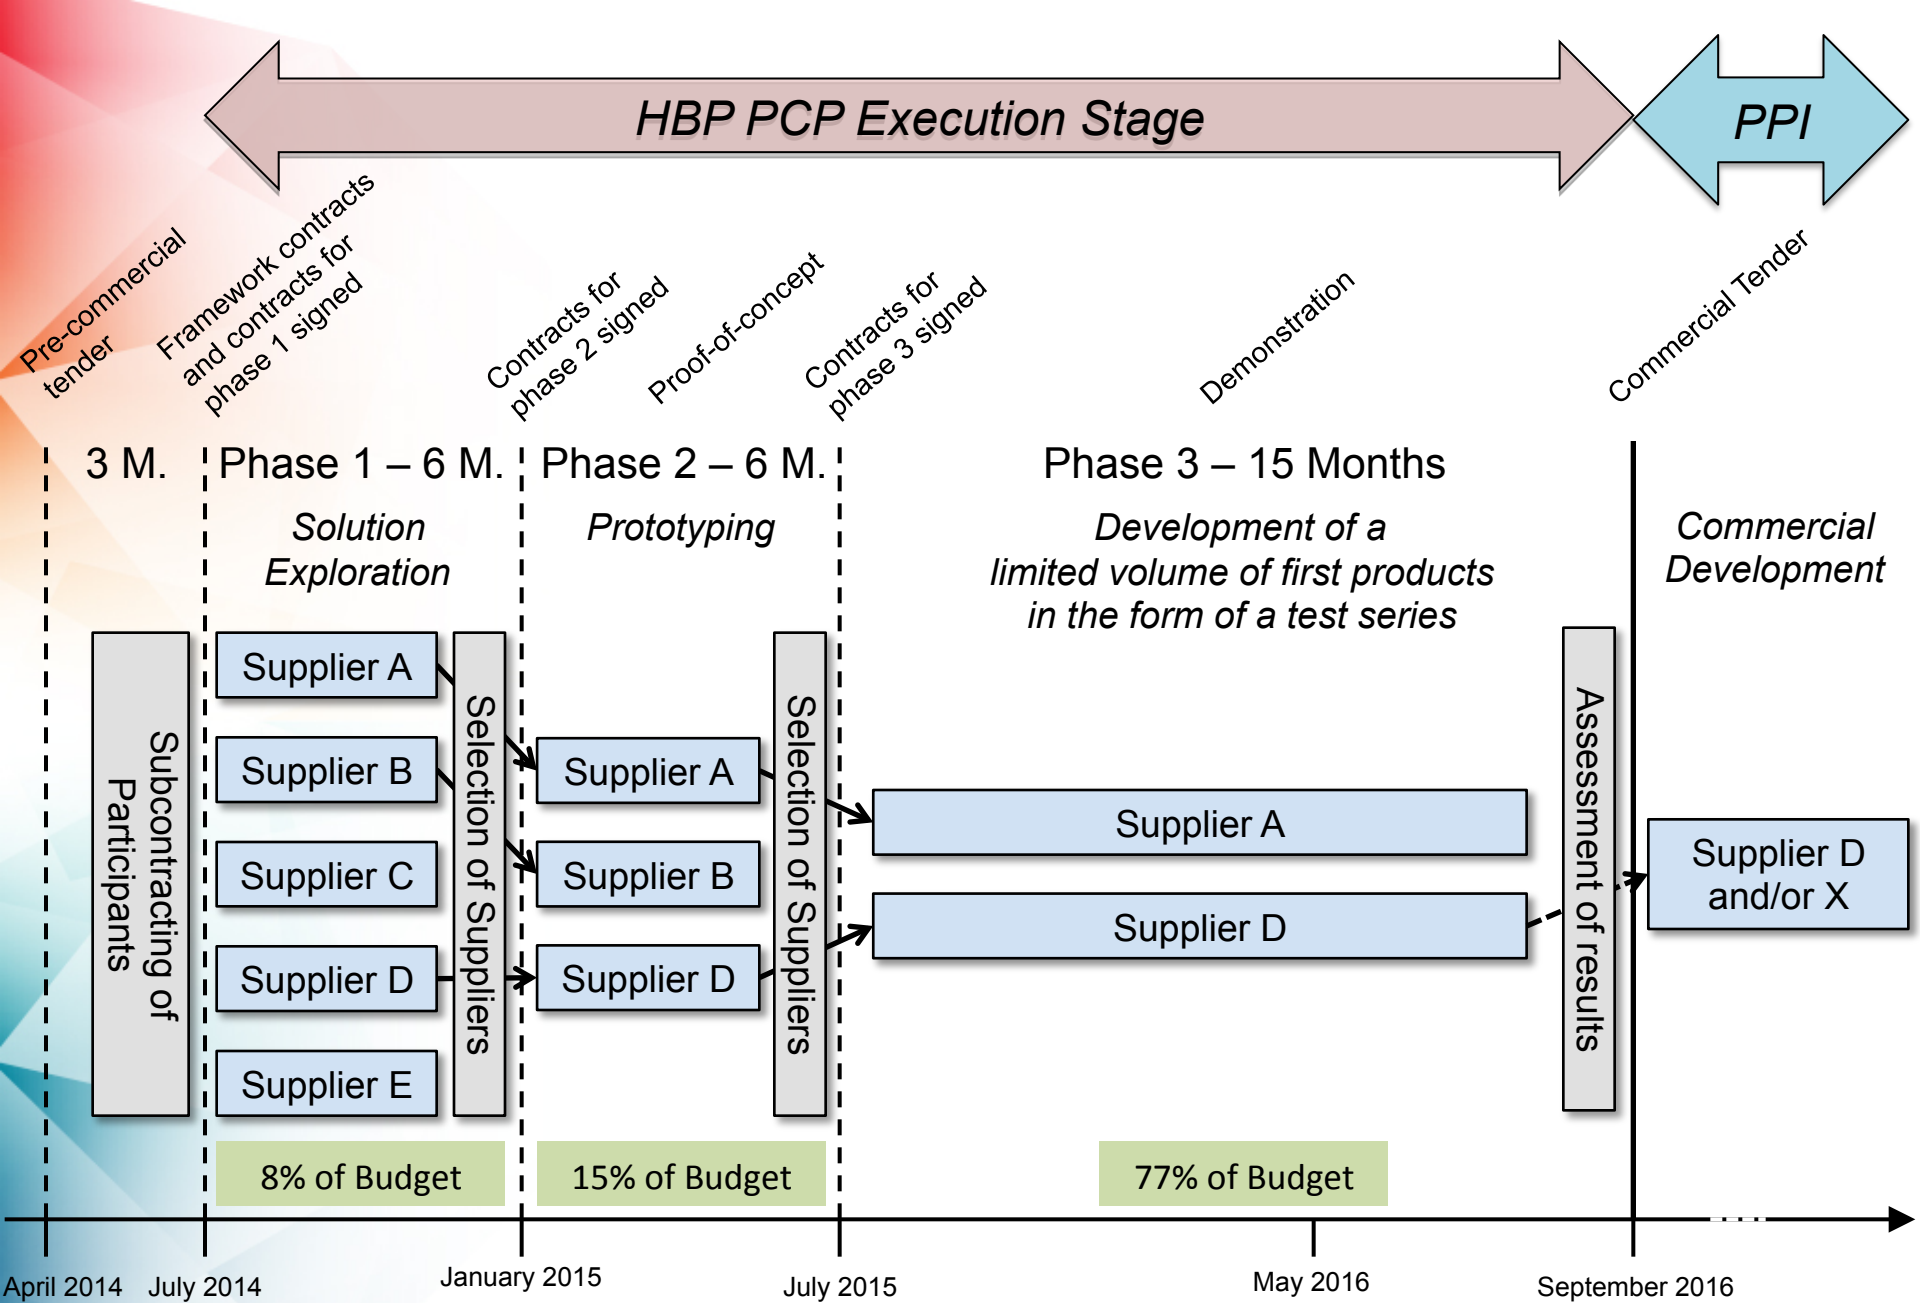 HBP PCP Execution Stage
PPI
Pre-commercial
tender
Framework contracts
and contracts for
phase 1 signed
Contracts for
phase 2 signed
Proof-of-concept
Contracts for
phase 3 signed
Demonstration
Commercial Tender
3 M.
Phase 1 – 6 M.
Phase 2 – 6 M.
Phase 3 – 15 Months
Solution
Exploration
Prototyping
Development of a
limited volume of first products
in the form of a test series
Commercial
Development
Subcontracting of
Participants
Supplier A
Supplier B
Supplier C
Supplier D
Supplier E
Selection of Suppliers
Supplier A
Supplier B
Supplier D
Selection of Suppliers
Supplier A
Supplier D
Assessment of results
Supplier D
and/or X
8% of Budget
15% of Budget
77% of Budget
April 2014
July 2014
January 2015
July 2015
May 2016
September 2016